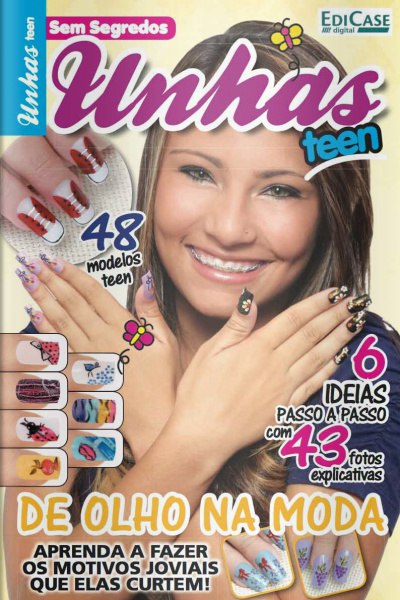 Unhas teen
Sem Segredos
EDICASE
digital
Unhas
teen
48
modelos
teen
6
IDEIAS
PASSO A PASSO
com 43 fotos
explicativas
DE OLHO NA MODA
APRENDA A FAZER
OS MOTIVOS JOVIAIS
QUE ELAS CURTEM!